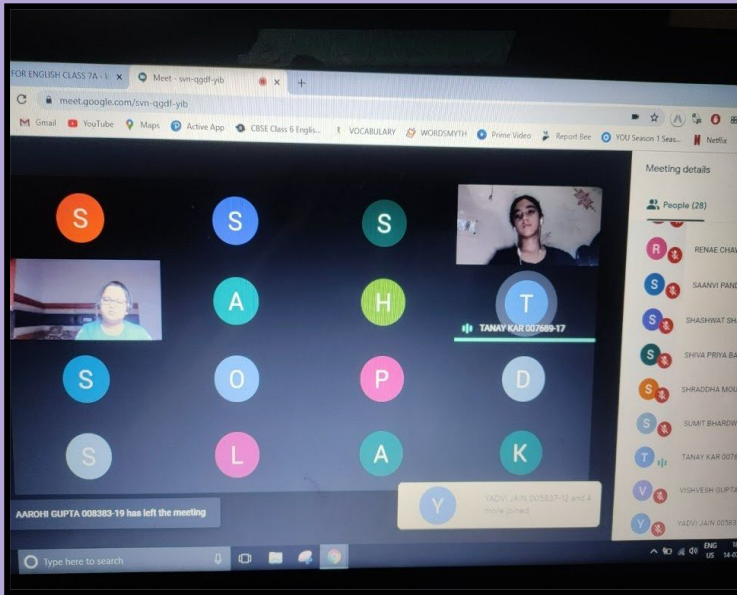 FOR ENGLISH CLASS 7A -
Meet - svn-qgdf-yib
meet.google.com/svn-qgdf-yib
Gmail
YouTube
Maps
Active App
CBSE Class 6 Englis...
VOCABULARY
WORDSMYTH
Prime Video
Report Bee
YOU Season 1 Seas...
Netflix
Meeting details
People (28)
S
S
S
A
H
T
TANAY KAR 007689-17
S
O
P
D
S
L
A
K
R
RENAE CHAW
S
SAANVI PAND
S
SHASHWAT SH
S
SHIVA PRIYA BA
S
SHRADDHA MOU
S
SUMIT BHARDW
T
TANAY KAR 0076
V
VISHVESH GUPTA
Y
YADVI JAIN 00583
AAROHI GUPTA 008383-19 has left the meeting
Y
YADVI JAIN 005837-12 and 4
more joined
Type here to search
ENG
US